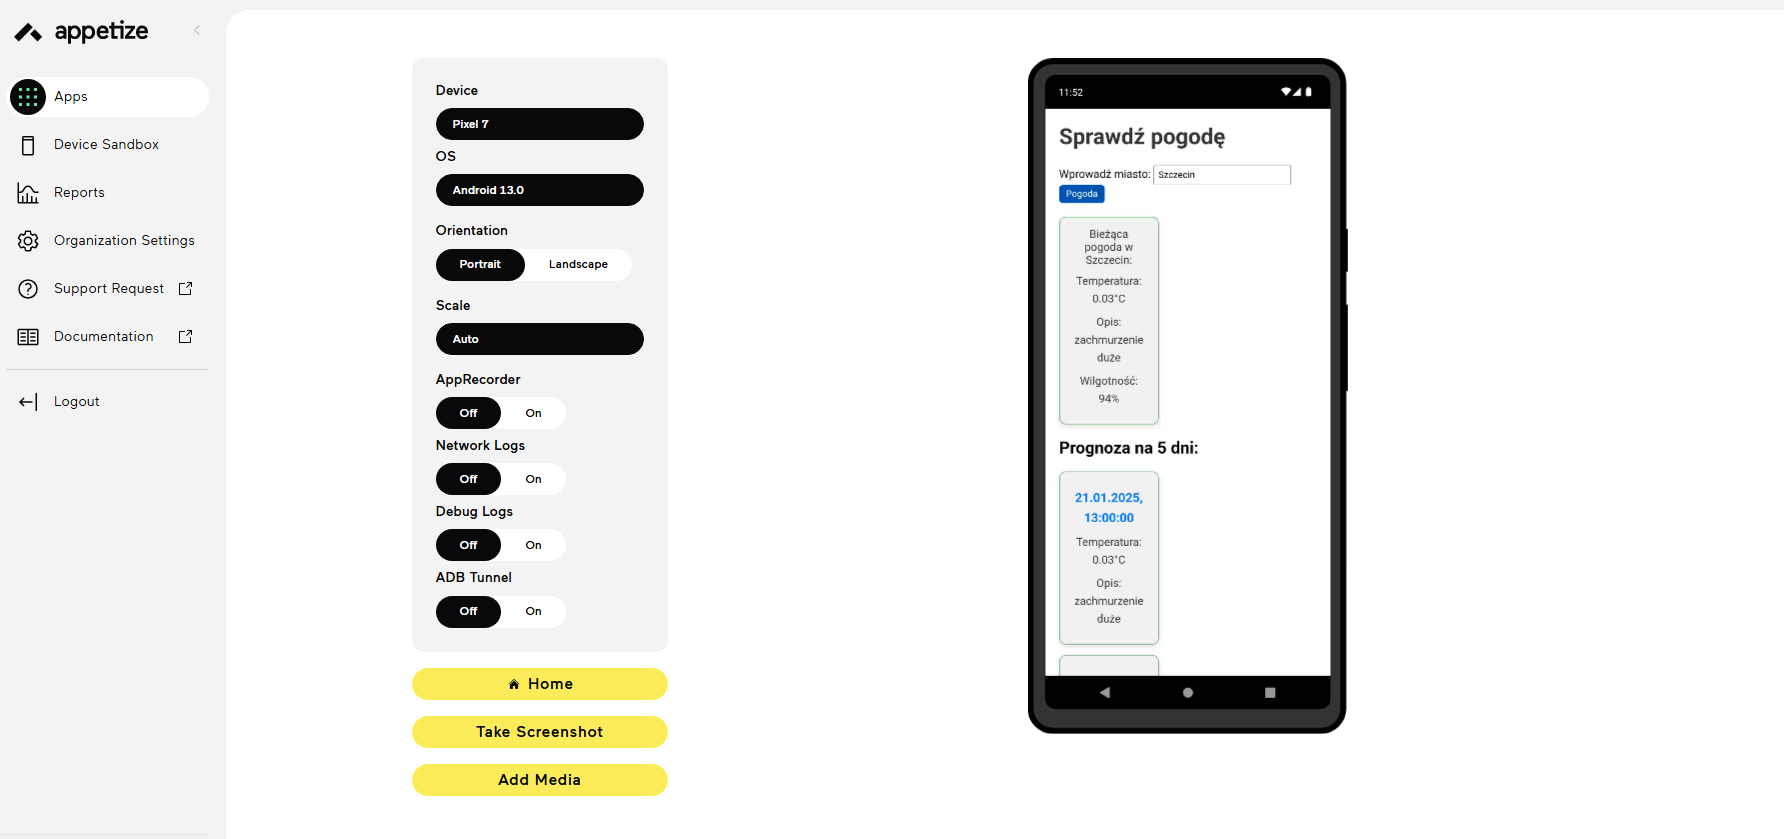 appetize
Apps
Device Sandbox
Reports
Organization Settings
Support Request
Documentation
Logout
Device
Pixel 7
OS
Android 13.0
Orientation
Portrait
Landscape
Scale
Auto
AppRecorder
Off
On
Network Logs
Off
On
Debug Logs
Off
On
ADB Tunnel
Off
On
Home
Take Screenshot
Add Media
11:52
Sprawdź pogodę
Wprowadź miasto: Szczecin
Pogoda
Bieżąca
pogoda w
Szczecin:
Temperatura:
0.03°C
Opis:
zachmurzenie
duże
Wilgotność:
94%
Prognoza na 5 dni:
21.01.2025,
13:00:00
Temperatura:
0.03°C
Opis:
zachmurzenie
duże